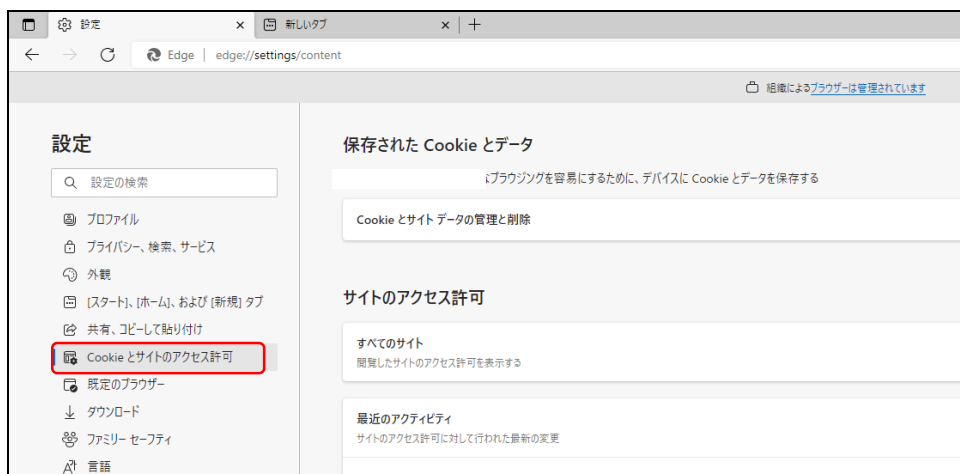 設定
新しいタブ
Edge | edge://settings/content
組織によるブラウザーは管理されています
設定
設定の検索
プロファイル
プライバシー、検索、サービス
外観
[スタート]、[ホーム]、および [新規] タブ
共有、コピーして貼り付け
Cookie とサイトのアクセス許可
既定のブラウザー
ダウンロード
ファミリー セーフティ
言語
保存された Cookie とデータ
なブラウジングを容易にするために、デバイスに Cookie とデータを保存する
Cookie とサイト データの管理と削除
サイトのアクセス許可
すべてのサイト
閲覧したサイトのアクセス許可を表示する
最近のアクティビティ
サイトのアクセス許可に対して行われた最新の変更